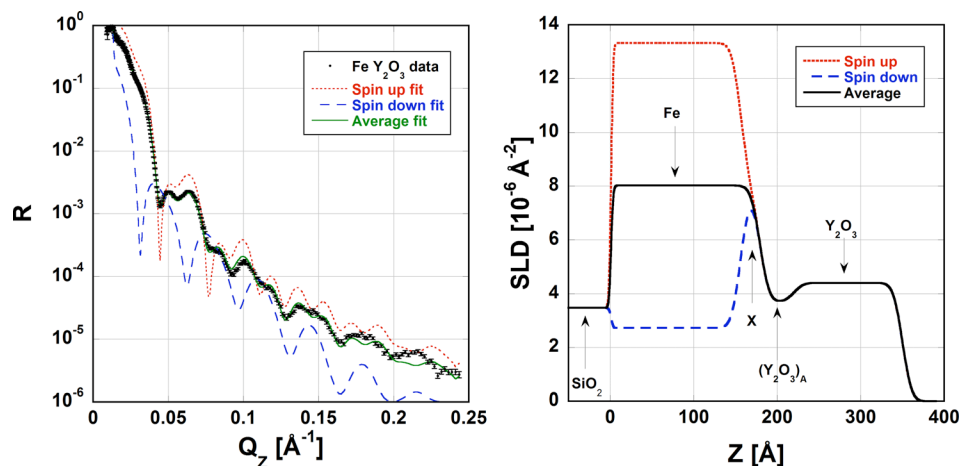 R
10⁰
10⁻¹
10⁻²
10⁻³
10⁻⁴
10⁻⁵
10⁻⁶
0
0.05
0.1
0.15
0.2
0.25
Q_Z [Å⁻¹]
Fe Y₂O₃ data
Spin up fit
Spin down fit
Average fit
SLD [10⁻⁶ Å⁻²]
14
12
10
8
6
4
2
0
0
100
200
300
400
Z [Å]
Spin up
Spin down
Average
Fe
Y₂O₃
X
SiO₂
(Y₂O₃)_A